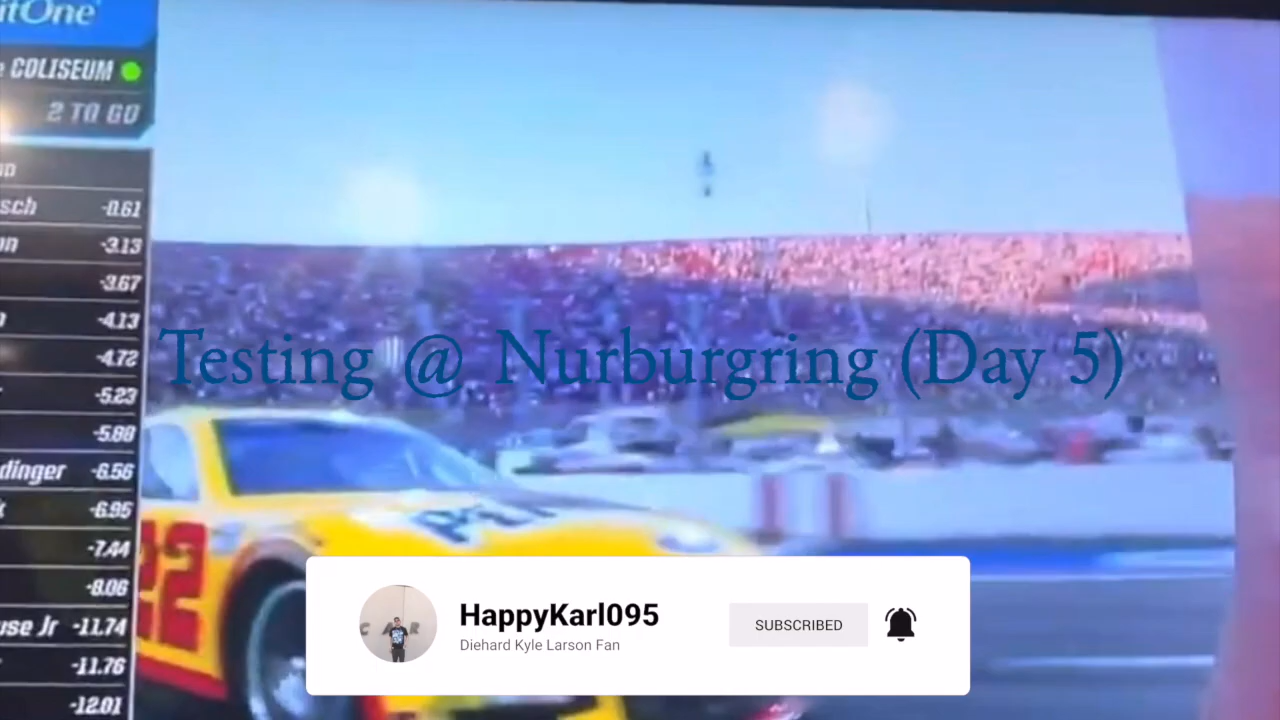 itOne
COLISEUM
2 TO GO
sch -0.61
-3.13
-3.67
-4.13
-4.72
-5.23
-5.88
dinger -6.56
-6.95
-7.44
-8.06
use Jr -11.74
-11.76
-12.01
22
Testing @ Nurburgring (Day 5)
HappyKarl095
Diehard Kyle Larson Fan
SUBSCRIBED